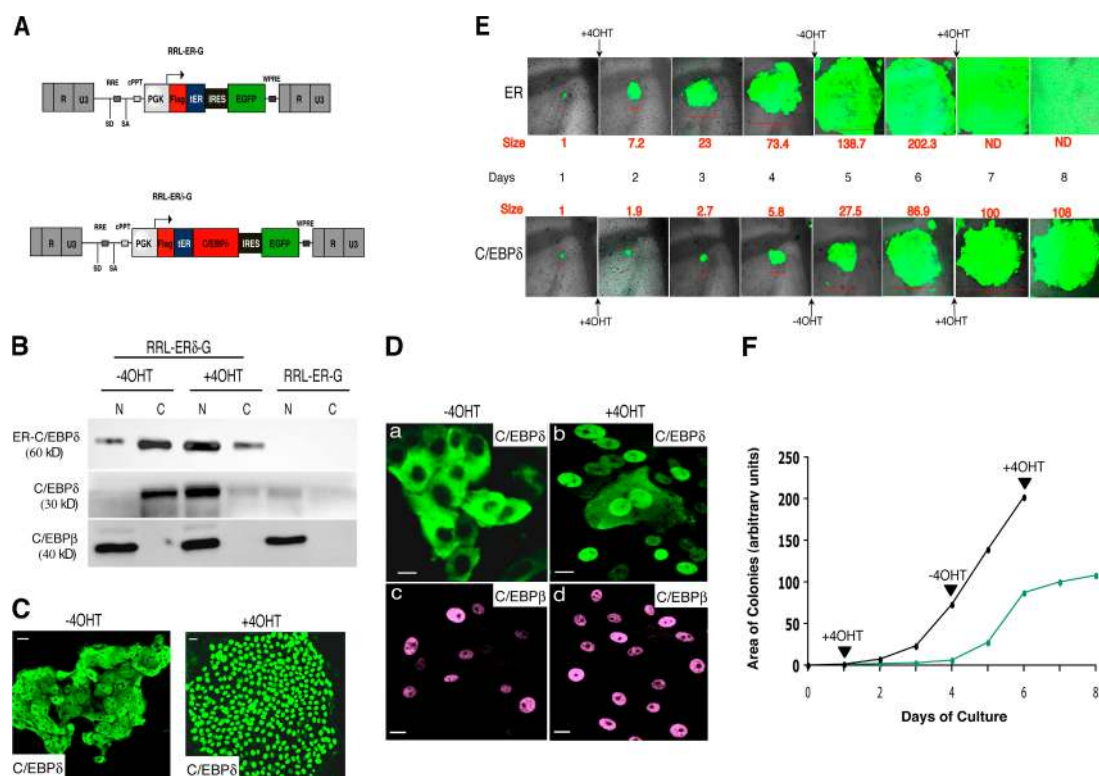 A
RRL-ER-G
RRE cPPT WPRE
R U3 PGK Flag tER IRES EGFP R U3
SD SA
RRL-ERδ-G
RRE cPPT WPRE
R U3 PGK Flag tER C/EBPδ IRES EGFP R U3
SD SA
B
RRL-ERδ-G
-4OHT +4OHT RRL-ER-G
N C N C N C
ER-C/EBPδ
(60 kD)
C/EBPδ
(30 kD)
C/EBPβ
(40 kD)
C
-4OHT +4OHT
C/EBPδ C/EBPδ
D
-4OHT +4OHT
a C/EBPδ b C/EBPδ
c C/EBPβ d C/EBPβ
E
+4OHT -4OHT +4OHT
ER
Size 1 7.2 23 73.4 138.7 202.3 ND ND
Days 1 2 3 4 5 6 7 8
Size 1 1.9 2.7 5.8 27.5 86.9 100 108
C/EBPδ
+4OHT -4OHT +4OHT
F
Area of Colonies (arbitrary units)
250
200
150
100
50
0
+4OHT
-4OHT
+4OHT
0 2 4 6 8
Days of Culture